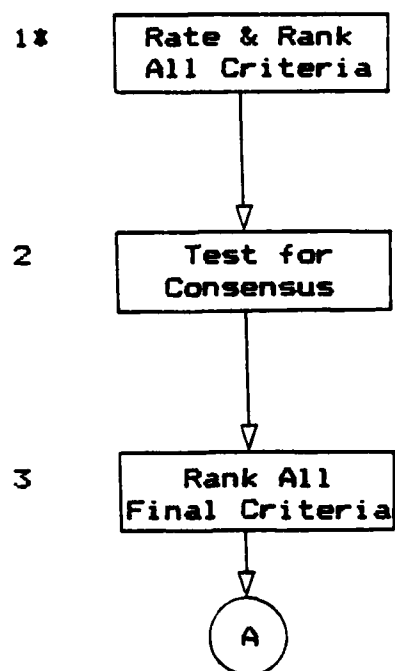 1* Rate & Rank
All Criteria
2 Test for
Consensus
3 Rank All
Final Criteria
A